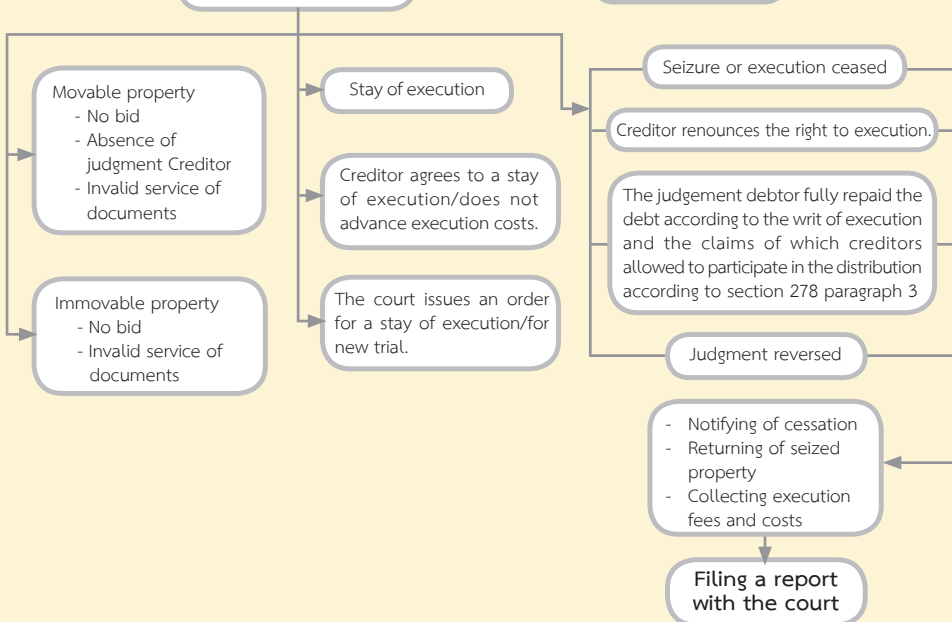 Movable property
- No bid
- Absence of
judgment Creditor
- Invalid service of
documents
Immovable property
- No bid
- Invalid service of
documents
Stay of execution
Creditor agrees to a stay
of execution/does not
advance execution costs.
The court issues an order
for a stay of execution/for
new trial.
Seizure or execution ceased
Creditor renounces the right to execution.
The judgement debtor fully repaid the
debt according to the writ of execution
and the claims of which creditors
allowed to participate in the distribution
according to section 278 paragraph 3
Judgment reversed
- Notifying of cessation
- Returning of seized
property
- Collecting execution
fees and costs
Filing a report
with the court